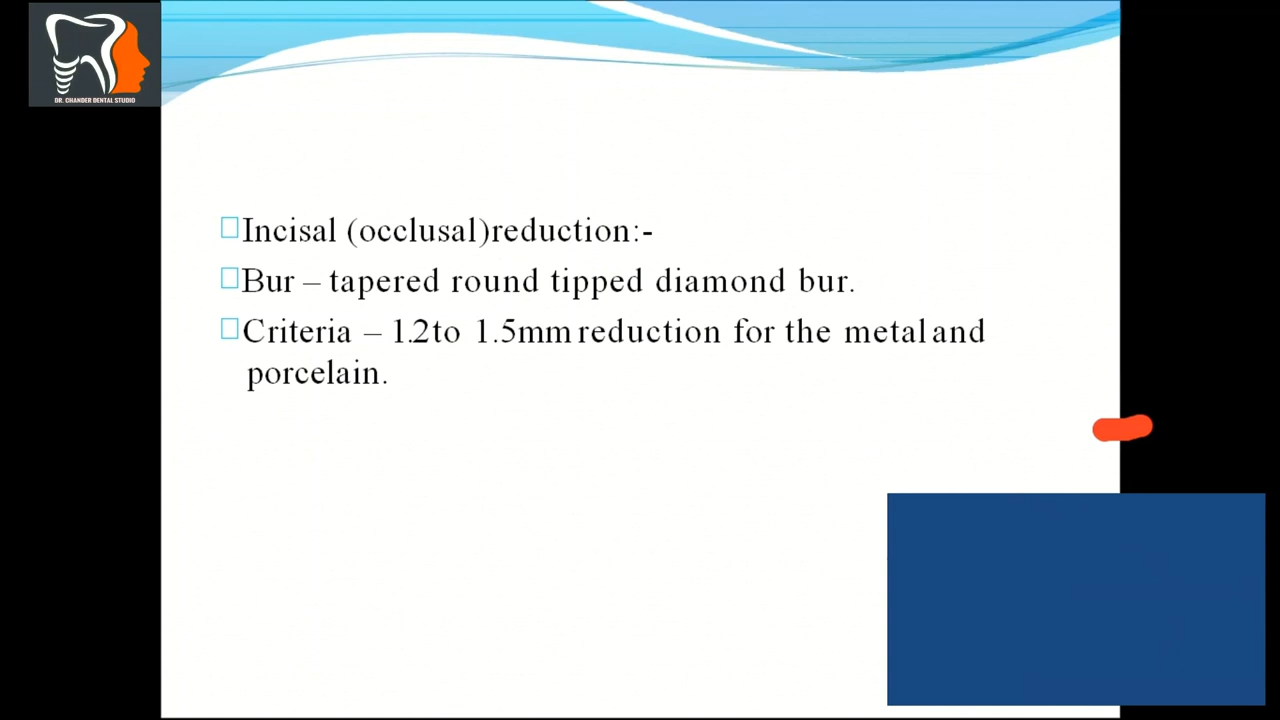 DR. CHANDER DENTAL STUDIO
Incisal (occlusal)reduction:-
Bur – tapered round tipped diamond bur.
Criteria – 1.2to 1.5mm reduction for the metal and
porcelain.